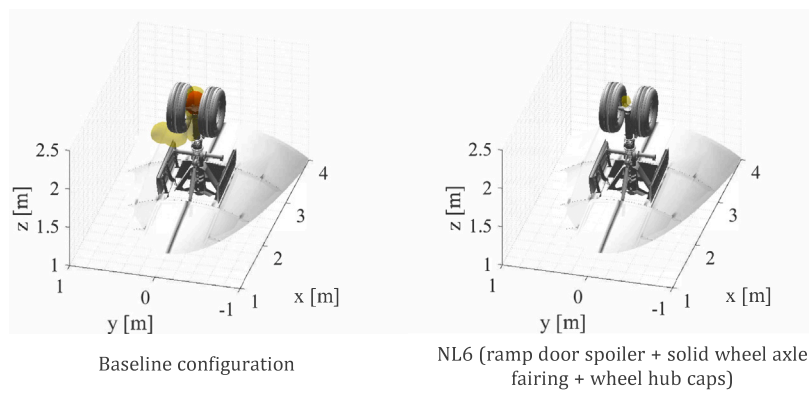 2.5
2
1.5
1
z [m]
1
0
-1
y [m]
1
2
3
4
x [m]
Baseline configuration
2.5
2
1.5
1
z [m]
1
0
-1
y [m]
1
2
3
4
x [m]
NL6 (ramp door spoiler + solid wheel axle
fairing + wheel hub caps)